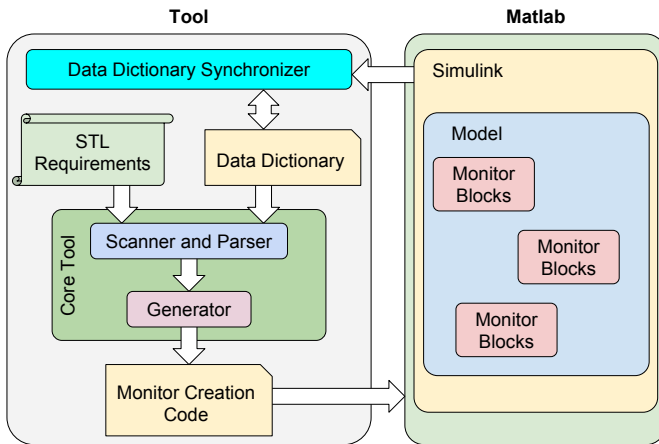 Tool
Matlab
Data Dictionary Synchronizer
Simulink
STL
Requirements
Data Dictionary
Model
Monitor
Blocks
Core Tool
Scanner and Parser
Monitor
Blocks
Generator
Monitor
Blocks
Monitor Creation
Code